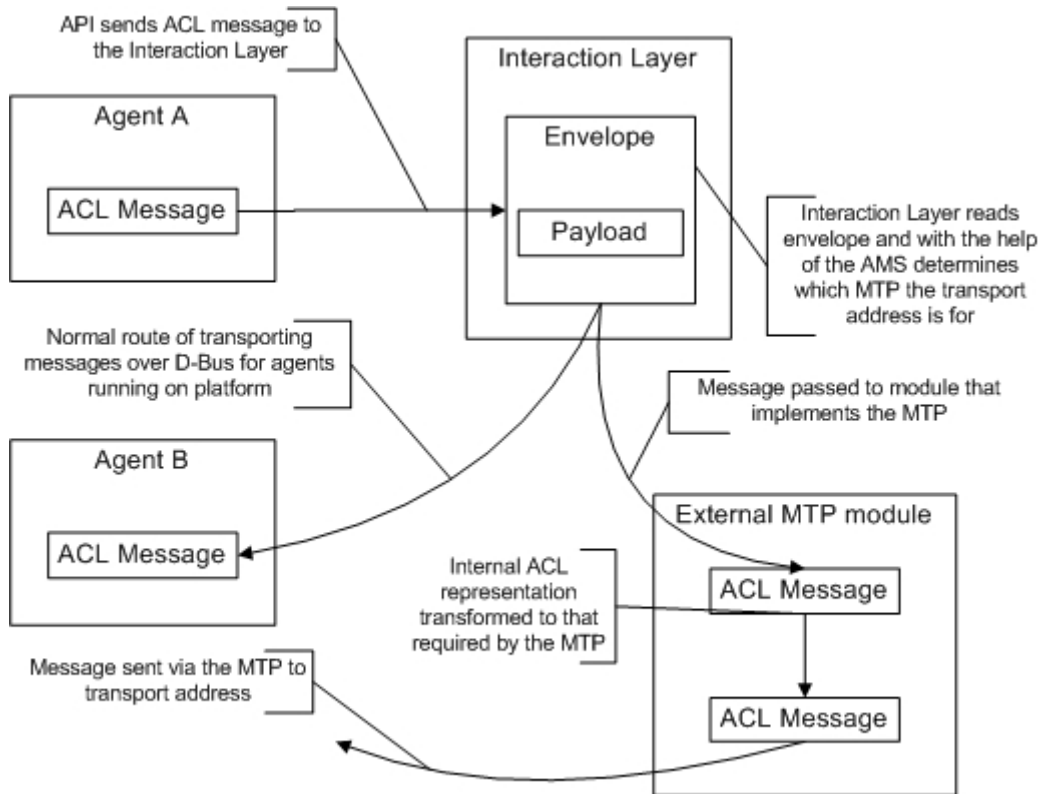 API sends ACL message to
the Interaction Layer
Interaction Layer
Agent A
Envelope
ACL Message
Payload
Interaction Layer reads
envelope and with the help
of the AMS determines
which MTP the transport
address is for
Normal route of transporting
messages over D-Bus for agents
running on platform
Message passed to module that
implements the MTP
Agent B
ACL Message
External MTP module
Internal ACL
representation
transformed to that
required by the MTP
ACL Message
Message sent via the MTP to
transport address
ACL Message